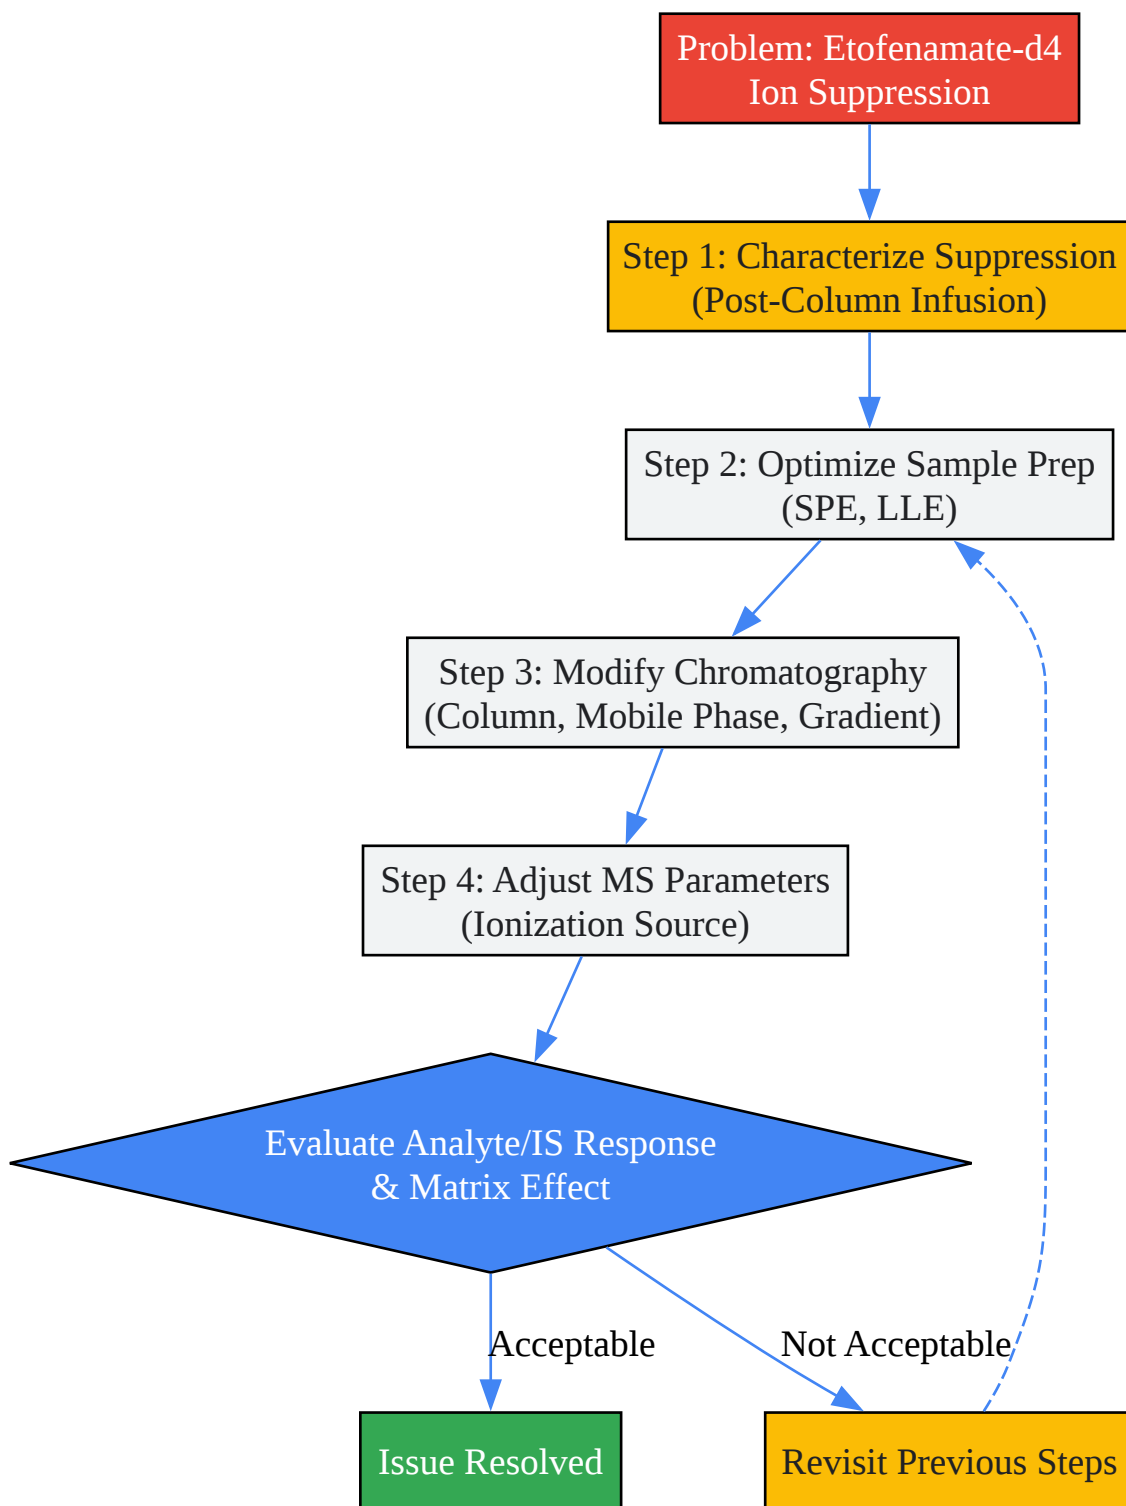 Problem: Etofenamate-d4
Ion Suppression
Step 1: Characterize Suppression
(Post-Column Infusion)
Step 2: Optimize Sample Prep
(SPE, LLE)
Step 3: Modify Chromatography
(Column, Mobile Phase, Gradient)
Step 4: Adjust MS Parameters
(Ionization Source)
Evaluate Analyte/IS Response
& Matrix Effect
Acceptable
Not Acceptable
Issue Resolved
Revisit Previous Steps